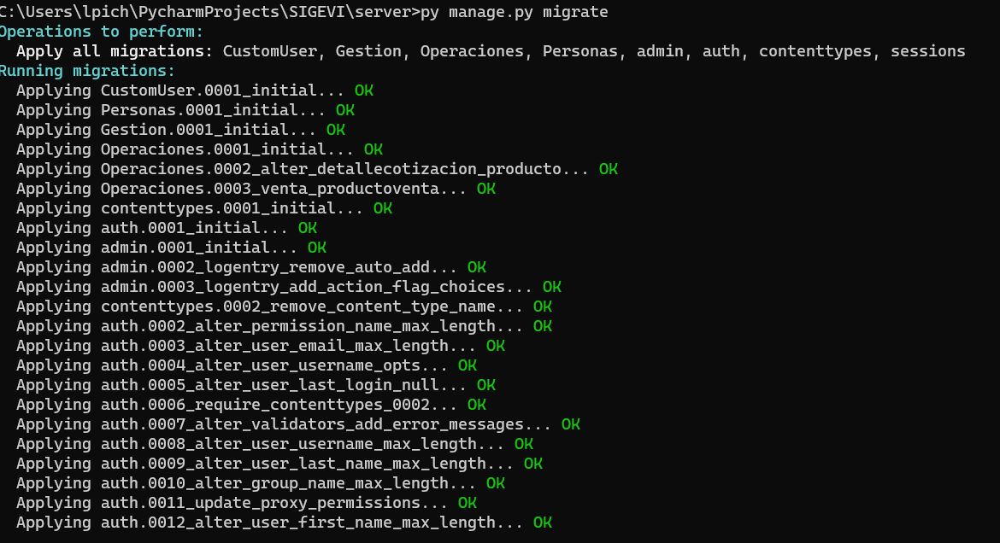 C:\Users\lpich\PycharmProjects\SIGEVI\server>py manage.py migrate
Operations to perform:
  Apply all migrations: CustomUser, Gestion, Operaciones, Personas, admin, auth, contenttypes, sessions
Running migrations:
  Applying CustomUser.0001_initial... OK
  Applying Personas.0001_initial... OK
  Applying Gestion.0001_initial... OK
  Applying Operaciones.0001_initial... OK
  Applying Operaciones.0002_alter_detallecotizacion_producto... OK
  Applying Operaciones.0003_venta_productoventa... OK
  Applying contenttypes.0001_initial... OK
  Applying auth.0001_initial... OK
  Applying admin.0001_initial... OK
  Applying admin.0002_logentry_remove_auto_add... OK
  Applying admin.0003_logentry_add_action_flag_choices... OK
  Applying contenttypes.0002_remove_content_type_name... OK
  Applying auth.0002_alter_permission_name_max_length... OK
  Applying auth.0003_alter_user_email_max_length... OK
  Applying auth.0004_alter_user_username_opts... OK
  Applying auth.0005_alter_user_last_login_null... OK
  Applying auth.0006_require_contenttypes_0002... OK
  Applying auth.0007_alter_validators_add_error_messages... OK
  Applying auth.0008_alter_user_username_max_length... OK
  Applying auth.0009_alter_user_last_name_max_length... OK
  Applying auth.0010_alter_group_name_max_length... OK
  Applying auth.0011_update_proxy_permissions... OK
  Applying auth.0012_alter_user_first_name_max_length... OK